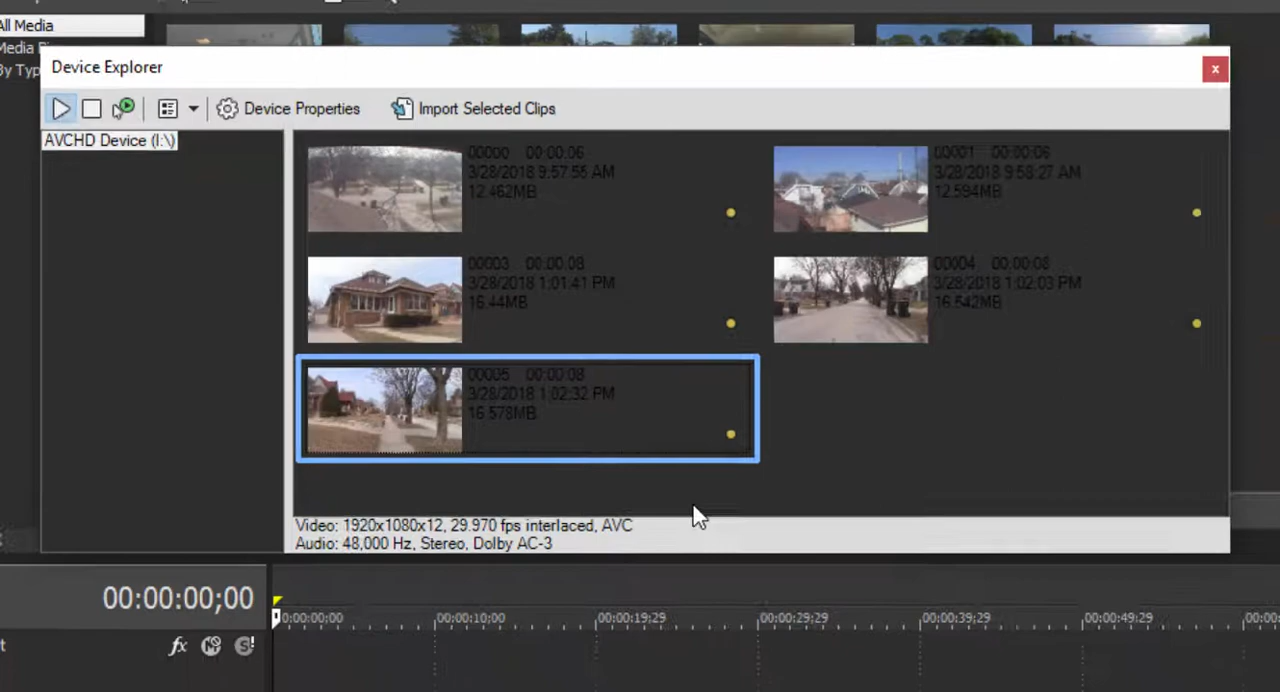 All Media
Media
By Typ
Device Explorer
x
Device Properties
Import Selected Clips
AVCHD Device (I:\)
00000 00:00:06
3/28/2018 9:57:55 AM
12.462MB
00001 00:00:06
3/28/2018 9:58:27 AM
12.594MB
00003 00:00:08
3/28/2018 1:01:41 PM
16.44MB
00004 00:00:08
3/28/2018 1:02:03 PM
16.542MB
00005 00:00:08
3/28/2018 1:02:32 PM
16.578MB
Video: 1920x1080x12, 29.970 fps interlaced, AVC
Audio: 48,000 Hz, Stereo, Dolby AC-3
00:00:00;00
0:00:00;00 00:00:10;00 00:00:19;29 00:00:29;29 00:00:39;29 00:00:49;29 00:00:
t fx S!